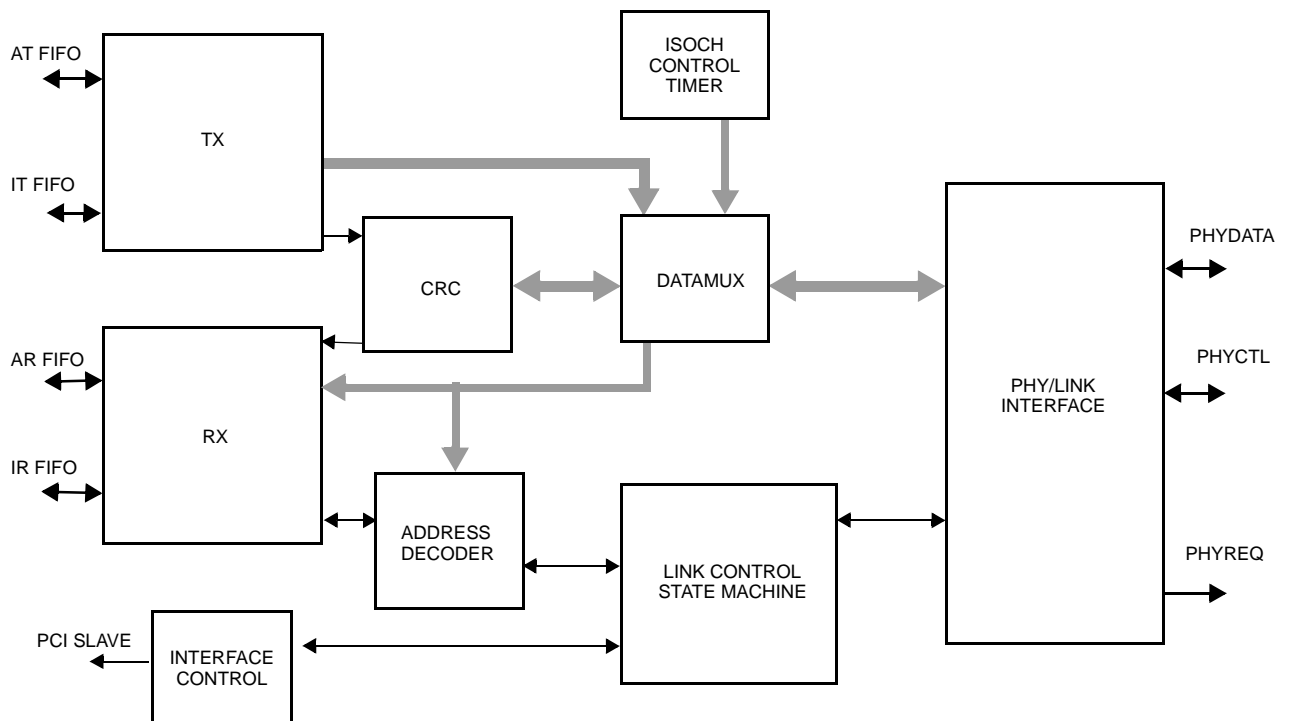 AT FIFO
TX
IT FIFO
ISOCH
CONTROL
TIMER
CRC
DATAMUX
PHYDATA
AR FIFO
RX
IR FIFO
PHY/LINK
INTERFACE
PHYCTL
ADDRESS
DECODER
LINK CONTROL
STATE MACHINE
PHYREQ
PCI SLAVE
INTERFACE
CONTROL